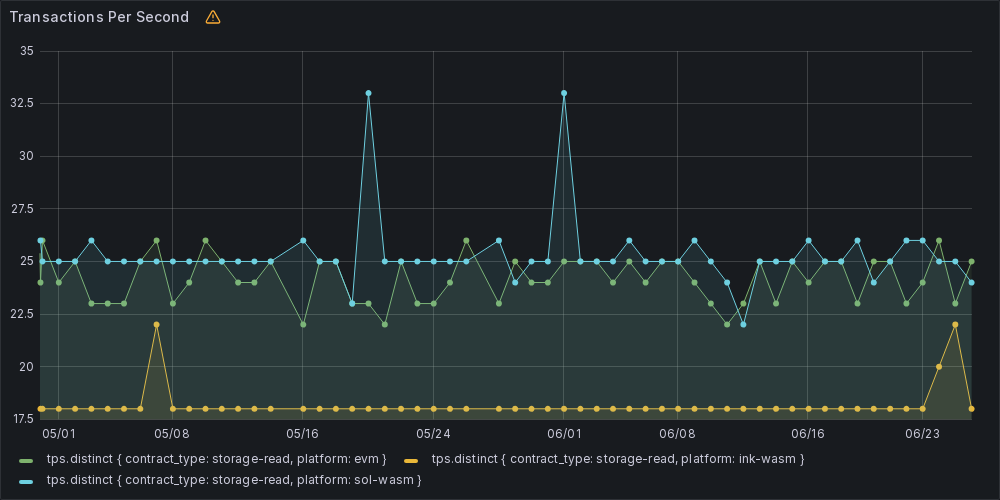 Transactions Per Second
35
32.5
30
27.5
25
22.5
20
17.5
05/01 05/08 05/16 05/24 06/01 06/08 06/16 06/23
tps.distinct { contract_type: storage-read, platform: evm } tps.distinct { contract_type: storage-read, platform: ink-wasm }
tps.distinct { contract_type: storage-read, platform: sol-wasm }